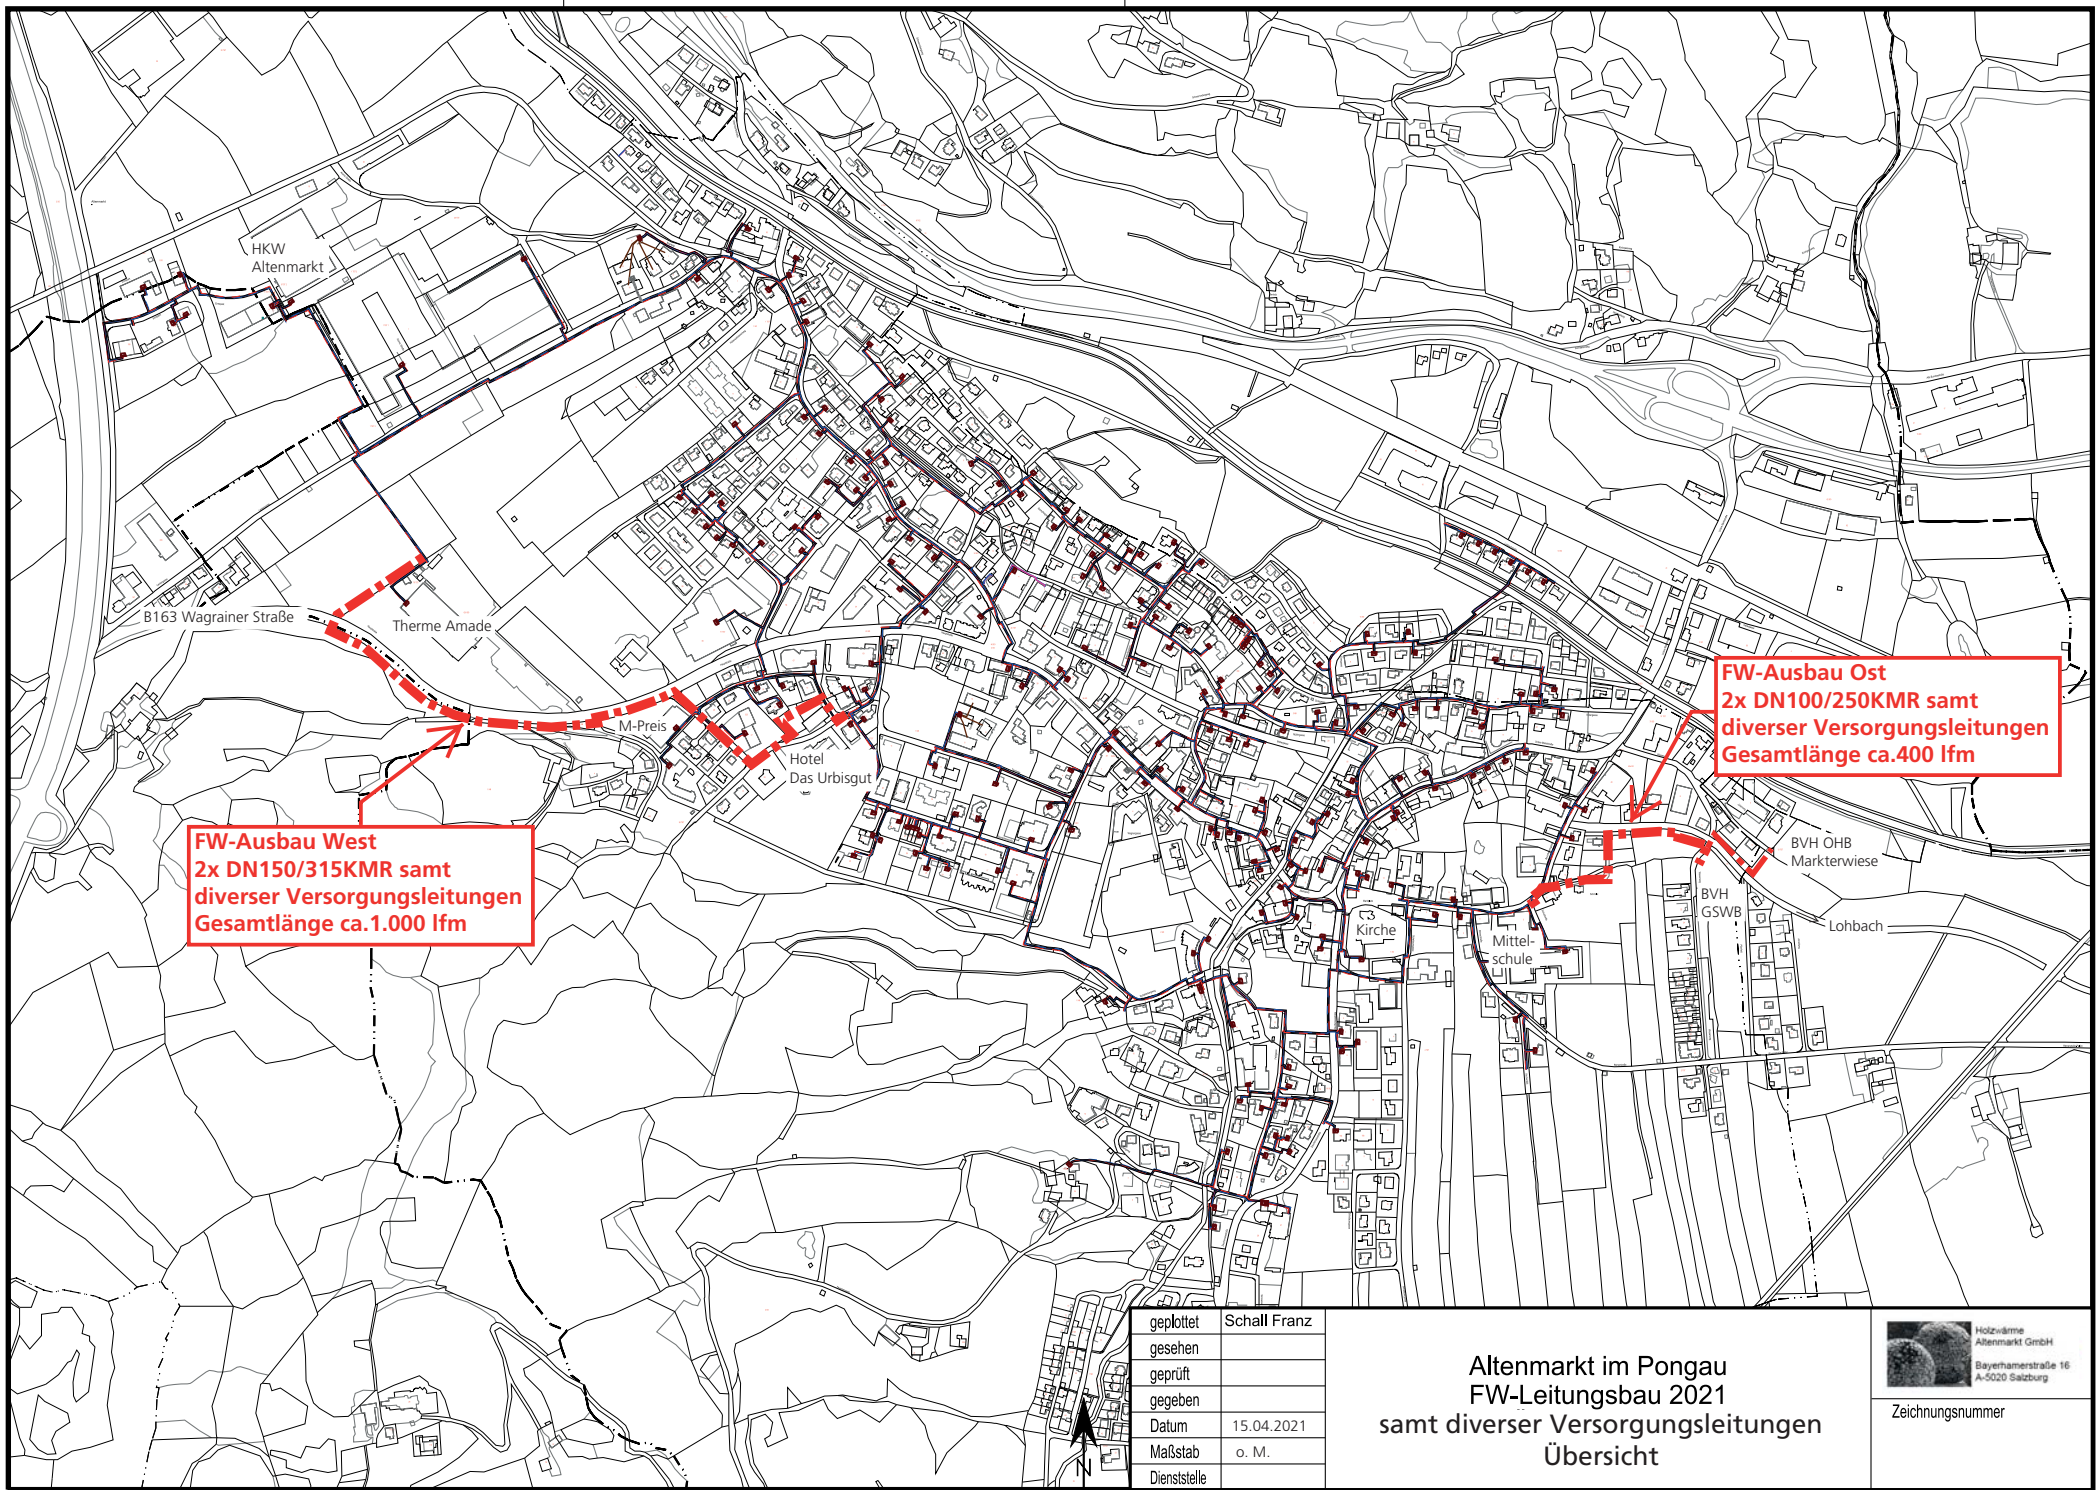 HKW
Altenmarkt
B163 Wagrainer Straße
Therme Amade
M-Preis
Hotel
Das Urbisgut
FW-Ausbau West
2x DN150/315KMR samt
diverser Versorgungsleitungen
Gesamtlänge ca.1.000 lfm
FW-Ausbau Ost
2x DN100/250KMR samt
diverser Versorgungsleitungen
Gesamtlänge ca.400 lfm
BVH OHB
Markterwiese
BVH
GSWB
Lohbach
Kirche
Mittel-
schule
N
geplottet Schall Franz
gesehen
geprüft
gegeben
Datum 15.04.2021
Maßstab o. M.
Dienststelle
Altenmarkt im Pongau
FW-Leitungsbau 2021
samt diverser Versorgungsleitungen
Übersicht
Holzwärme
Altenmarkt GmbH
Bayerhamerstraße 16
A-5020 Salzburg
Zeichnungsnummer